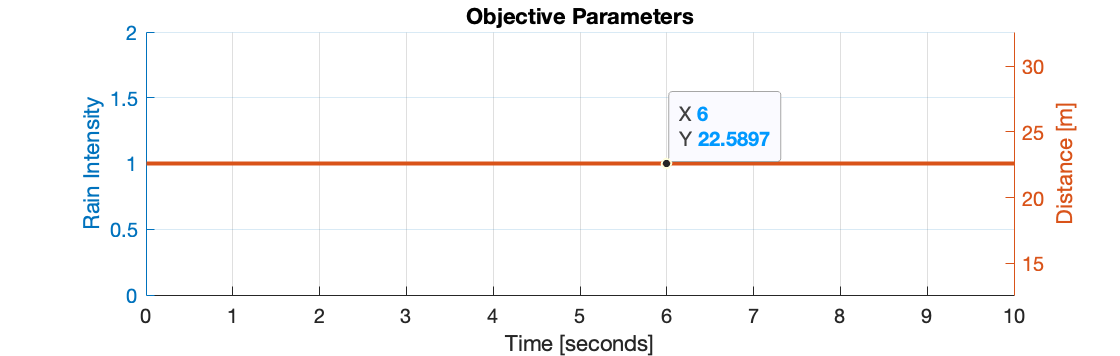 Objective Parameters
2
1.5
1
0.5
0
Rain Intensity
X 6
Y 22.5897
30
25
20
15
Distance [m]
0 1 2 3 4 5 6 7 8 9 10
Time [seconds]